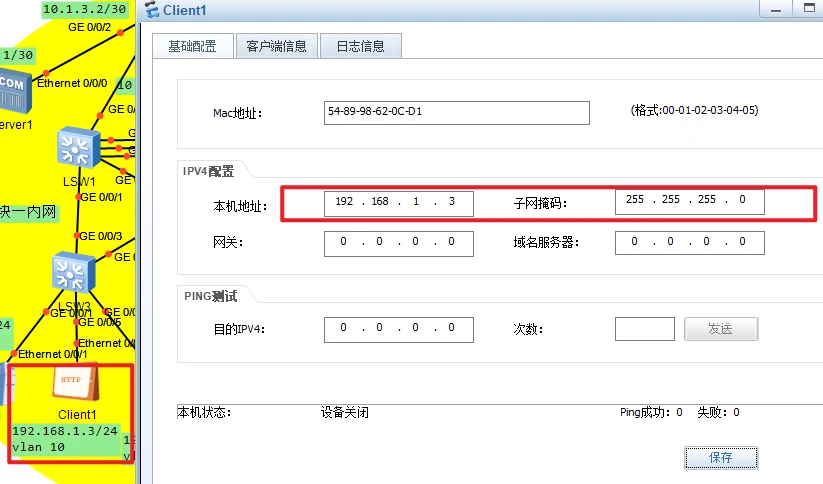 10.1.3.2/30
GE 0/0/2
1/30
COM
Ethernet 0/0/0
10
GE 0/
erver1
G
G
LSW1
GE 0/0/1
块一内网
GE 0/0/3
GE
LSW3
GE 0/0/1
GE 0/0
24
GE 0/0/5
Ethernet 0/0/1
Ethernet 0/0
HTTP
Client1
192.168.1.3/24
vlan 10
Client1
基础配置
客户端信息
日志信息
Mac地址:
54-89-98-62-0C-D1
(格式:00-01-02-03-04-05)
IPV4配置
本机地址:
192 . 168 . 1 . 3
子网掩码:
255 . 255 . 255 . 0
网关:
0 . 0 . 0 . 0
域名服务器:
0 . 0 . 0 . 0
PING测试
目的IPV4:
0 . 0 . 0 . 0
次数:
发送
本机状态:
设备关闭
Ping成功: 0 失败: 0
保存